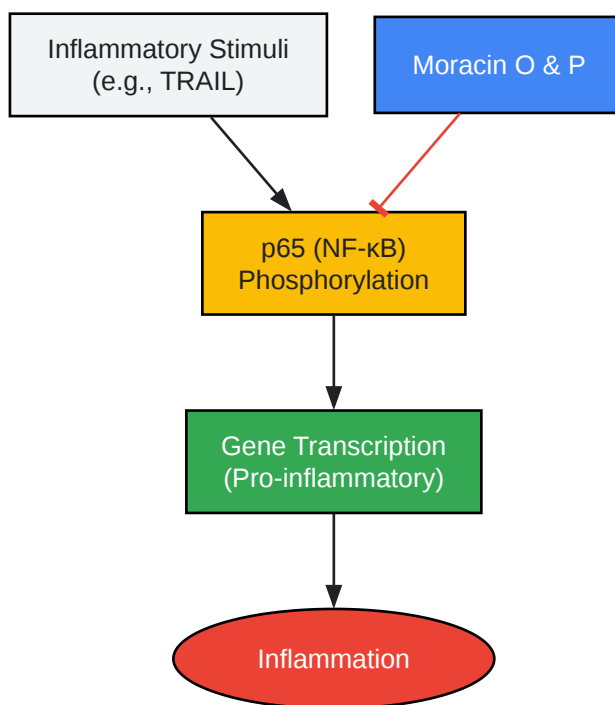 Inflammatory Stimuli
(e.g., TRAIL)
Moracin O & P
p65 (NF-κB)
Phosphorylation
Gene Transcription
(Pro-inflammatory)
Inflammation